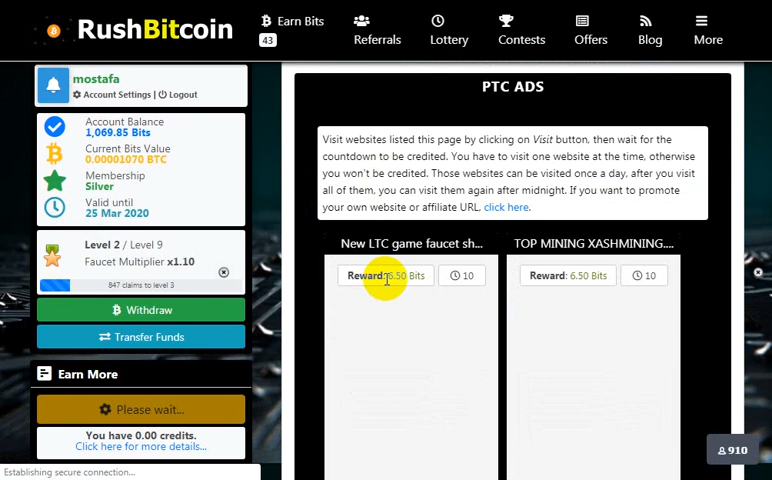 RushBitcoin
Earn Bits
43
Referrals
Lottery
Contests
Offers
Blog
More
mostafa
Account Settings | Logout
Account Balance
1,069.85 Bits
Current Bits Value
0.00001070 BTC
Membership
Silver
Valid until
25 Mar 2020
Level 2 / Level 9
Faucet Multiplier x1.10
847 claims to level 3
Withdraw
Transfer Funds
Earn More
Please wait...
You have 0.00 credits.
Click here for more details...
Establishing secure connection...
PTC ADS
Visit websites listed this page by clicking on Visit button, then wait for the
countdown to be credited. You have to visit one website at the time, otherwise
you won't be credited. Those websites can be visited once a day, after you visit
all of them, you can visit them again after midnight. If you want to promote
your own website or affiliate URL, click here.
New LTC game faucet sh...
Reward: 6.50 Bits
10
TOP MINING XASHMINING....
Reward: 6.50 Bits
10
910